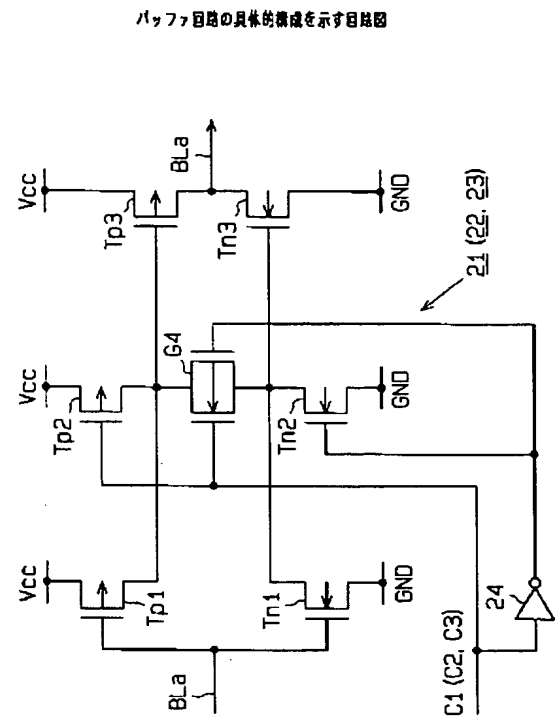 バッファ回路の具体的構成を示す回路図
Vcc
Vcc
Vcc
Tp1
Tp2
Tp3
BLa
BLa
G4
Tn1
Tn2
Tn3
GND
GND
GND
C1 (C2, C3)
24
21 (22, 23)